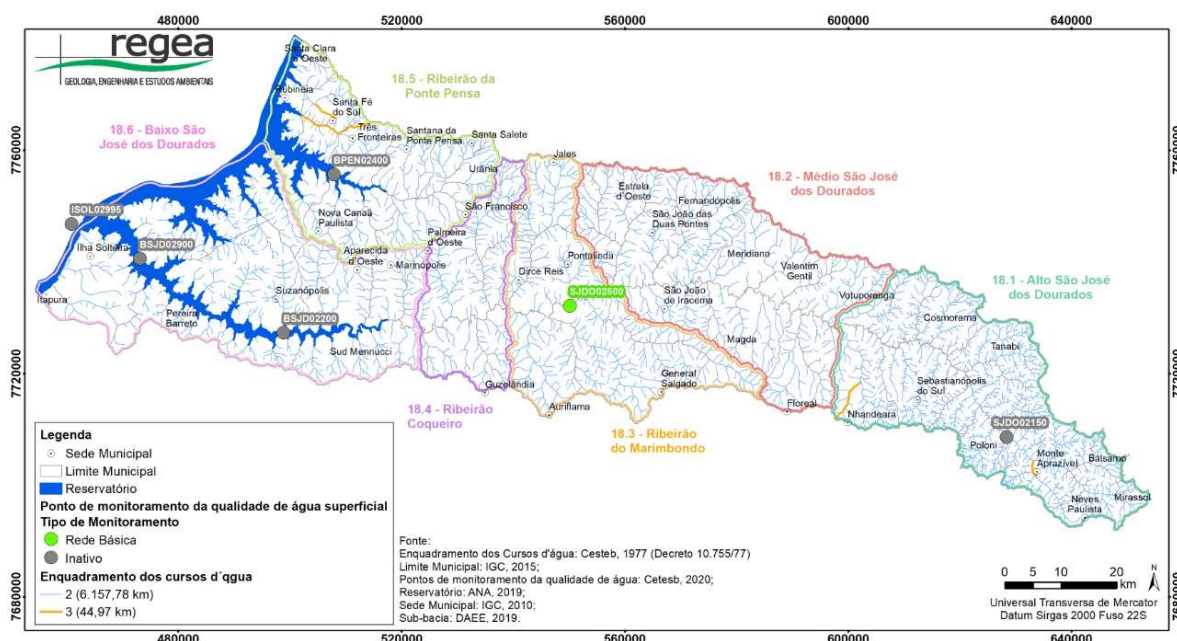 480000 520000 560000 600000 640000
regea
GEOLOGIA, ENGENHARIA E ESTUDOS AMBIENTAIS
Santa Clara
d'Oeste
18.5 - Ribeirão da
Ponte Pensa
Rubinéia
Santa Fé
do Sul
Três
Fronteiras
Santana da
Ponte Pensa
Santa Salete
18.6 - Baixo São
José dos Dourados
7760000
7760000
BPEN02400
Urânia
Jales
18.2 - Médio São José
dos Dourados
Estrela
d'Oeste
Fernandópolis
São João das
Duas Pontes
São Francisco
ISOL02995
Nova Canaã
Paulista
Palmeira
d'Oeste
Ilha Solteira
BSJD02900
Aparecida
d'Oeste
Marinópolis
Dirce Reis
Pontalinda
Meridiano
Valentim
Gentil
18.1 - Alto São José
dos Dourados
Itapura
Suzanápolis
SJDO02500
São João
de Iracema
Votuporanga
Pereira
Barreto
BSJD02200
Cosmorama
Sud Mennucci
Magda
Tanabi
7720000
7720000
Guzolândia
General
Salgado
Sebastianópolis
do Sul
18.4 - Ribeirão
Coqueiro
Auriflama
Floreal
Nhandeara
18.3 - Ribeirão
do Marimbondo
SJDO02150
Poloni
Monte
Aprazível
Bálsamo
Mirassol
Neves
Paulista
Legenda
Sede Municipal
Limite Municipal
Reservatório
Ponto de monitoramento da qualidade de água superficial
Tipo de Monitoramento
Rede Básica
Inativo
Enquadramento dos cursos d´qgua
2 (6.157,78 km)
3 (44,97 km)
Fonte:
Enquadramento dos Cursos d'água: Cesteb, 1977 (Decreto 10.755/77)
Limite Municipal: IGC, 2015;
Pontos de monitoramento da qualidade de água: Cetesb, 2020;
Reservatório: ANA, 2019;
Sede Municipal: IGC, 2010;
Sub-bacia: DAEE, 2019.
0 5 10 20
km
N
Universal Transversa de Mercator
Datum Sirgas 2000 Fuso 22S
7680000
7680000
480000 520000 560000 600000 640000